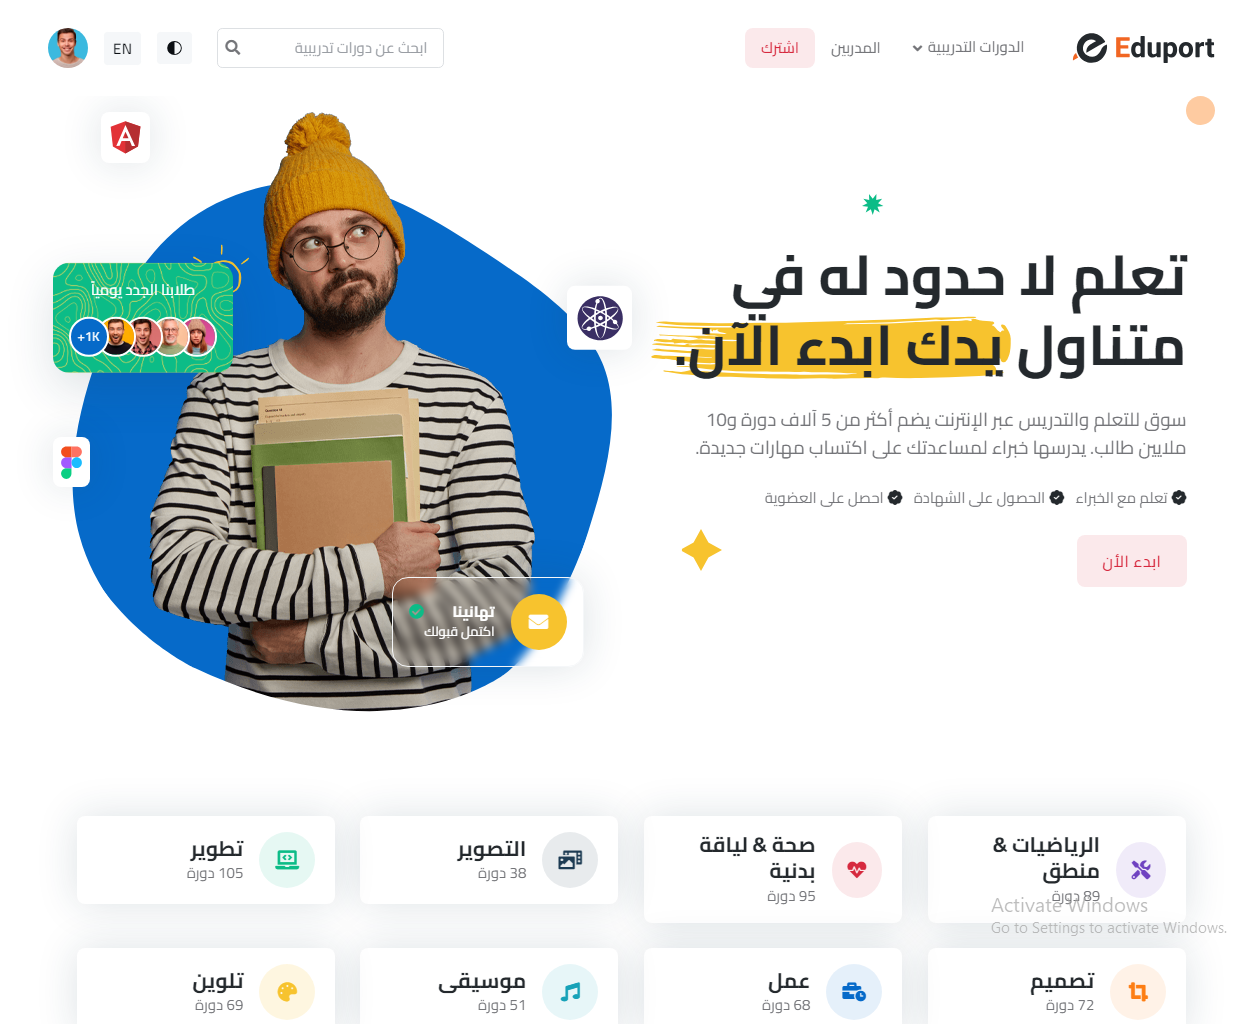 Eduport
الدورات التدريبية
المدربين
اشترك
ابحث عن دورات تدريبية
EN
تعلم لا حدود له في
متناول يدك ابدء الآن.
سوق للتعلم والتدريس عبر الإنترنت يضم أكثر من 5 آلاف دورة و10
ملايين طالب. يدرسها خبراء لمساعدتك على اكتساب مهارات جديدة.
تعلم مع الخبراء
الحصول على الشهادة
احصل على العضوية
ابدء الأن
طلابنا الجدد يومياً
+1K
تهانينا
اكتمل قبولك
الرياضيات &
منطق
89 دورة
صحة & لياقة
بدنية
95 دورة
التصوير
38 دورة
تطوير
105 دورة
Activate Windows
Go to Settings to activate Windows.
تصميم
72 دورة
عمل
68 دورة
موسيقى
51 دورة
تلوين
69 دورة